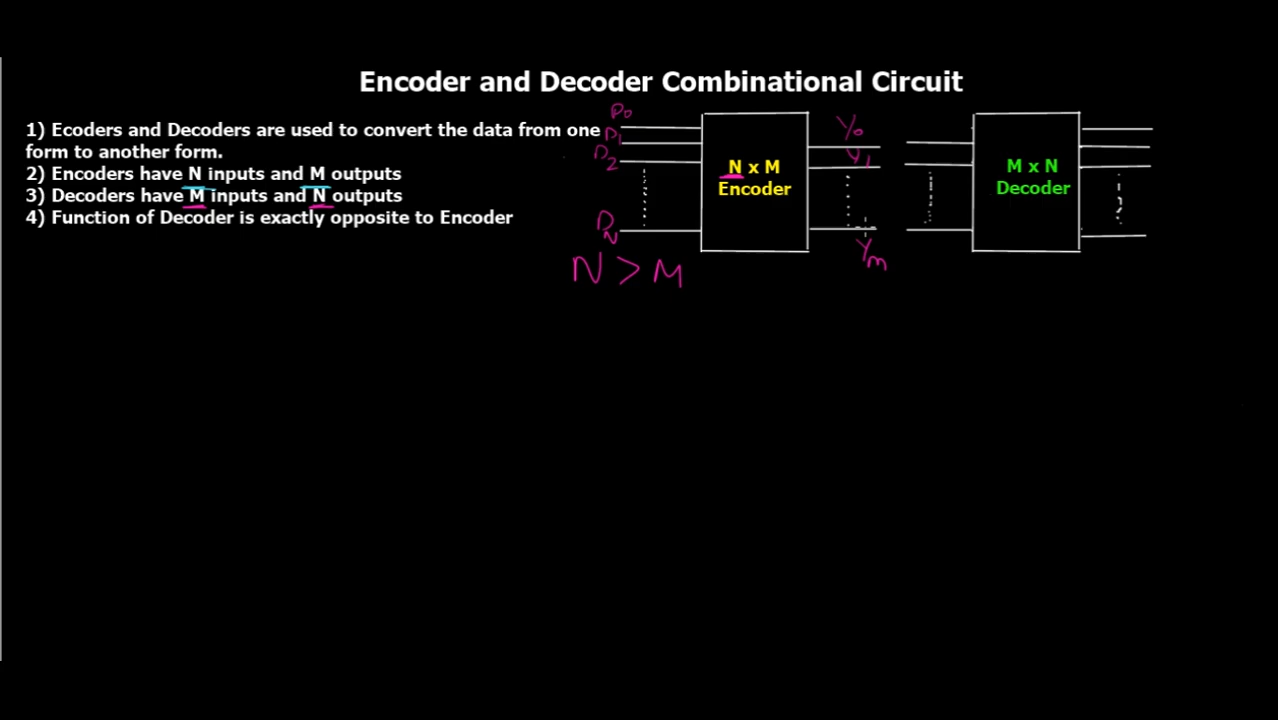 Encoder and Decoder Combinational Circuit
1) Ecoders and Decoders are used to convert the data from one
form to another form.
2) Encoders have N inputs and M outputs
3) Decoders have M inputs and N outputs
4) Function of Decoder is exactly opposite to Encoder
D0
D1
D2
DN
N > M
N x M
Encoder
Y0
Y1
Ym
M x N
Decoder